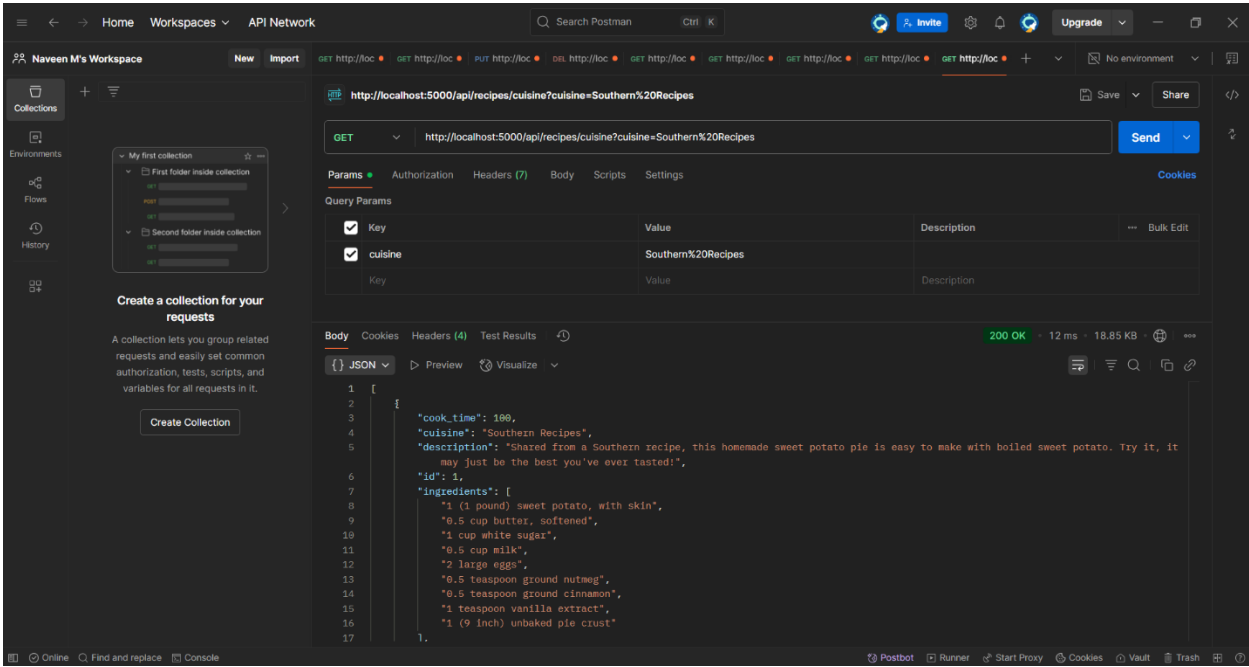 Home Workspaces API Network Search Postman Ctrl K Invite Upgrade
Naveen M's Workspace New Import GET http://loc GET http://loc PUT http://loc DEL http://loc GET http://loc GET http://loc GET http://loc GET http://loc GET http://loc No environment
Collections
Environments
Flows
History
My first collection
First folder inside collection
GET
POST
GET
Second folder inside collection
GET
GET
Create a collection for your
requests
A collection lets you group related
requests and easily set common
authorization, tests, scripts, and
variables for all requests in it.
Create Collection
HTTP http://localhost:5000/api/recipes/cuisine?cuisine=Southern%20Recipes Save Share
GET http://localhost:5000/api/recipes/cuisine?cuisine=Southern%20Recipes Send
Params Authorization Headers (7) Body Scripts Settings Cookies
Query Params
Key Value Description Bulk Edit
cuisine Southern%20Recipes
Key Value Description
Body Cookies Headers (4) Test Results 200 OK 12 ms 18.85 KB
{} JSON Preview Visualize
1 [
2 {
3 "cook_time": 100,
4 "cuisine": "Southern Recipes",
5 "description": "Shared from a Southern recipe, this homemade sweet potato pie is easy to make with boiled sweet potato. Try it, it
may just be the best you've ever tasted!",
6 "id": 1,
7 "ingredients": [
8 "1 (1 pound) sweet potato, with skin",
9 "0.5 cup butter, softened",
10 "1 cup white sugar",
11 "0.5 cup milk",
12 "2 large eggs",
13 "0.5 teaspoon ground nutmeg",
14 "0.5 teaspoon ground cinnamon",
15 "1 teaspoon vanilla extract",
16 "1 (9 inch) unbaked pie crust"
17 ],
Online Find and replace Console Postbot Runner Start Proxy Cookies Vault Trash